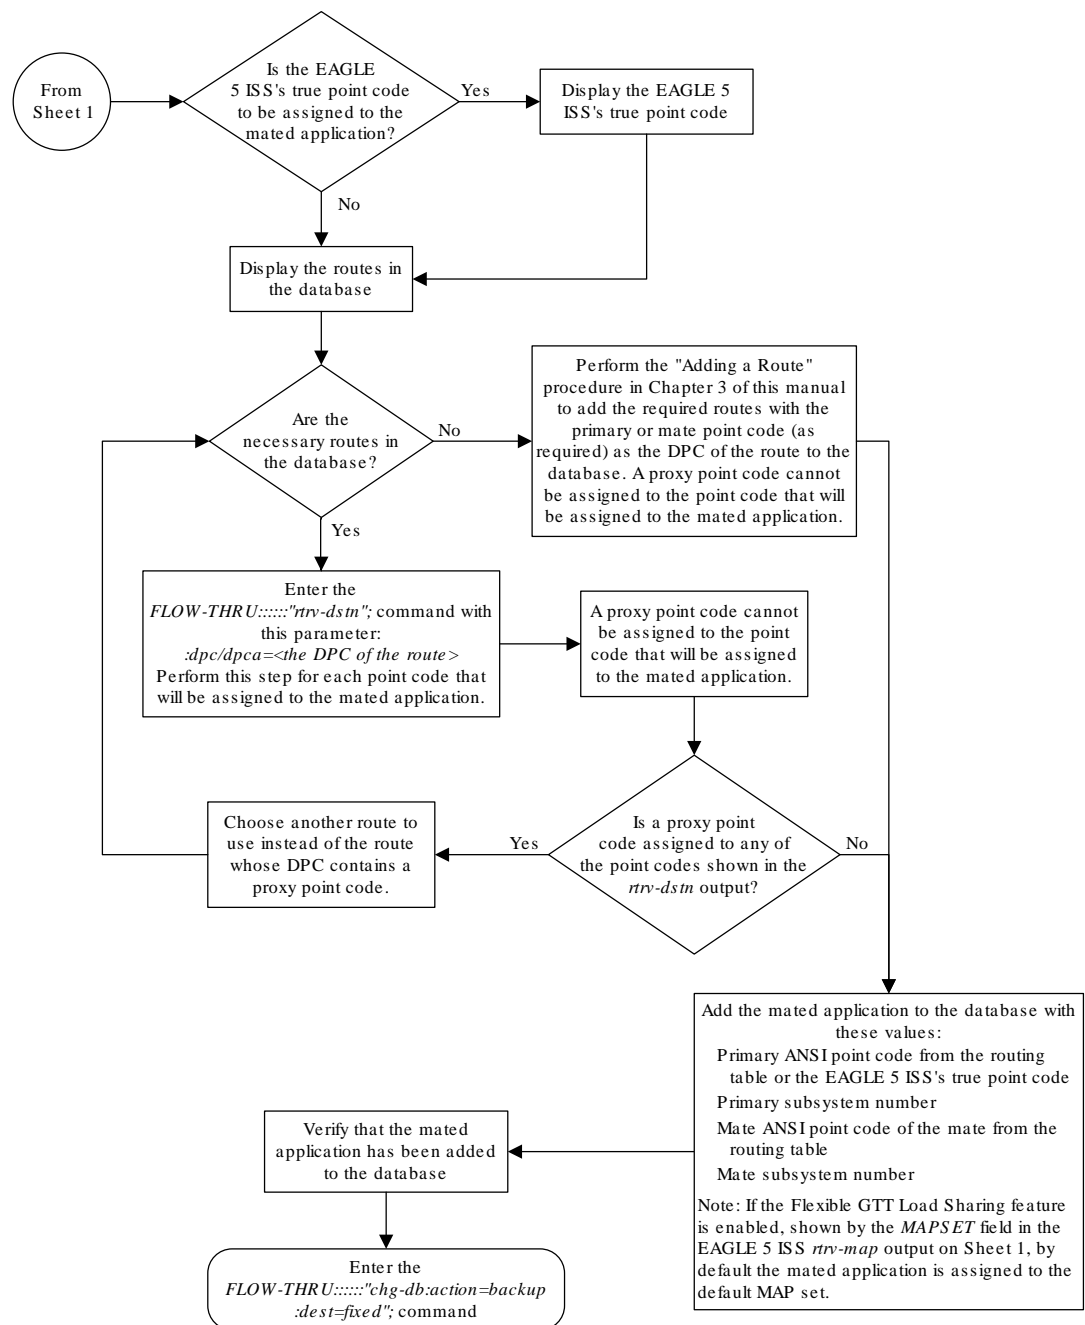 From
Sheet 1
Is the EAGLE
5 ISS's true point code
to be assigned to the
mated application?
Yes
Display the EAGLE 5
ISS's true point code
No
Display the routes in
the database
Are the
necessary routes in
the database?
No
Perform the "Adding a Route"
procedure in Chapter 3 of this manual
to add the required routes with the
primary or mate point code (as
required) as the DPC of the route to the
database. A proxy point code cannot
be assigned to the point code that will
be assigned to the mated application.
Yes
Enter the
FLOW-THRU::::::"rtrv-dstn"; command with
this parameter:
:dpc/dpca=<the DPC of the route>
Perform this step for each point code that
will be assigned to the mated application.
A proxy point code cannot
be assigned to the point
code that will be assigned
to the mated application.
Is a proxy point
code assigned to any of
the point codes shown in the
rtrv-dstn output?
Yes
No
Choose another route to
use instead of the route
whose DPC contains a
proxy point code.
Add the mated application to the database with
these values:
Primary ANSI point code from the routing
table or the EAGLE 5 ISS's true point code
Primary subsystem number
Mate ANSI point code of the mate from the
routing table
Mate subsystem number
Note: If the Flexible GTT Load Sharing feature
is enabled, shown by the MAPSET field in the
EAGLE 5 ISS rtrv-map output on Sheet 1, by
default the mated application is assigned to the
default MAP set.
Verify that the mated
application has been added
to the database
Enter the
FLOW-THRU::::::"chg-db:action=backup
:dest=fixed"; command